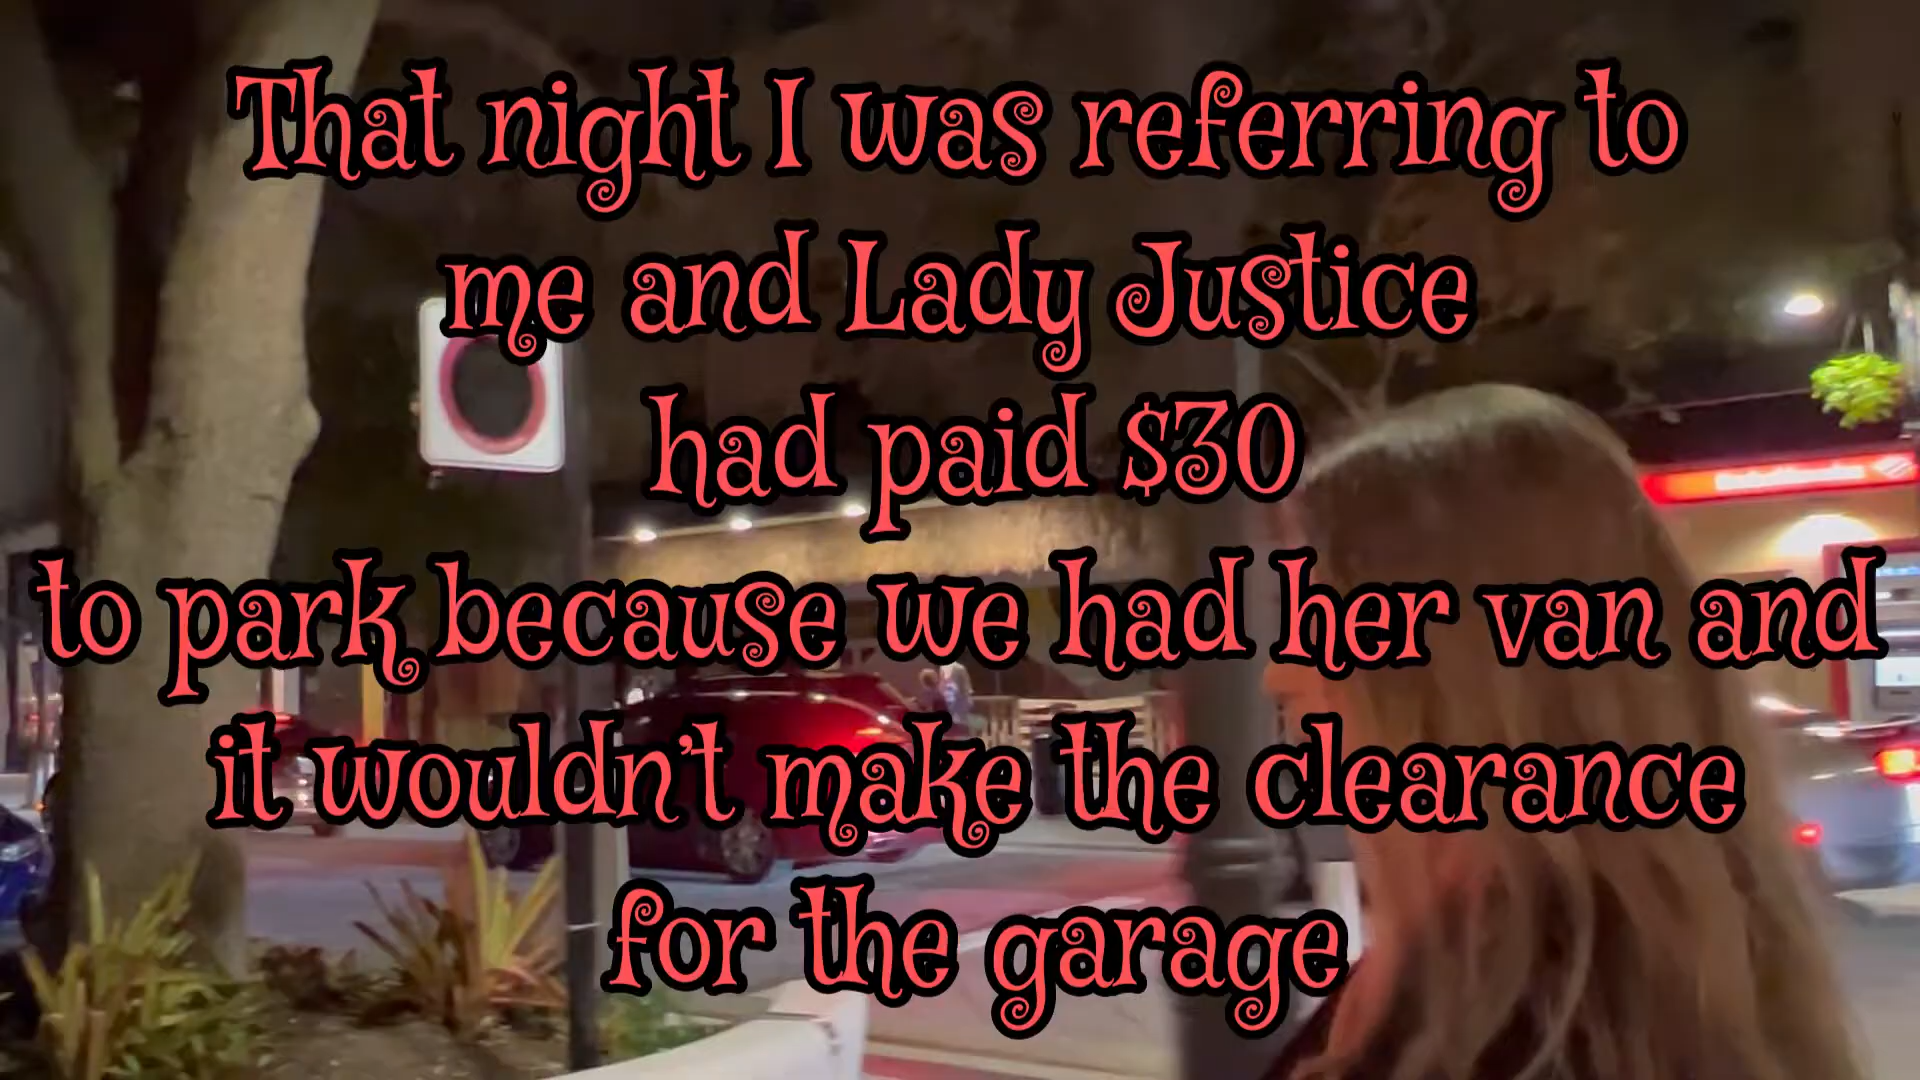 That night I was referring to
me and Lady Justice
had paid $30
to park because we had her van and
it wouldn't make the clearance
for the garage